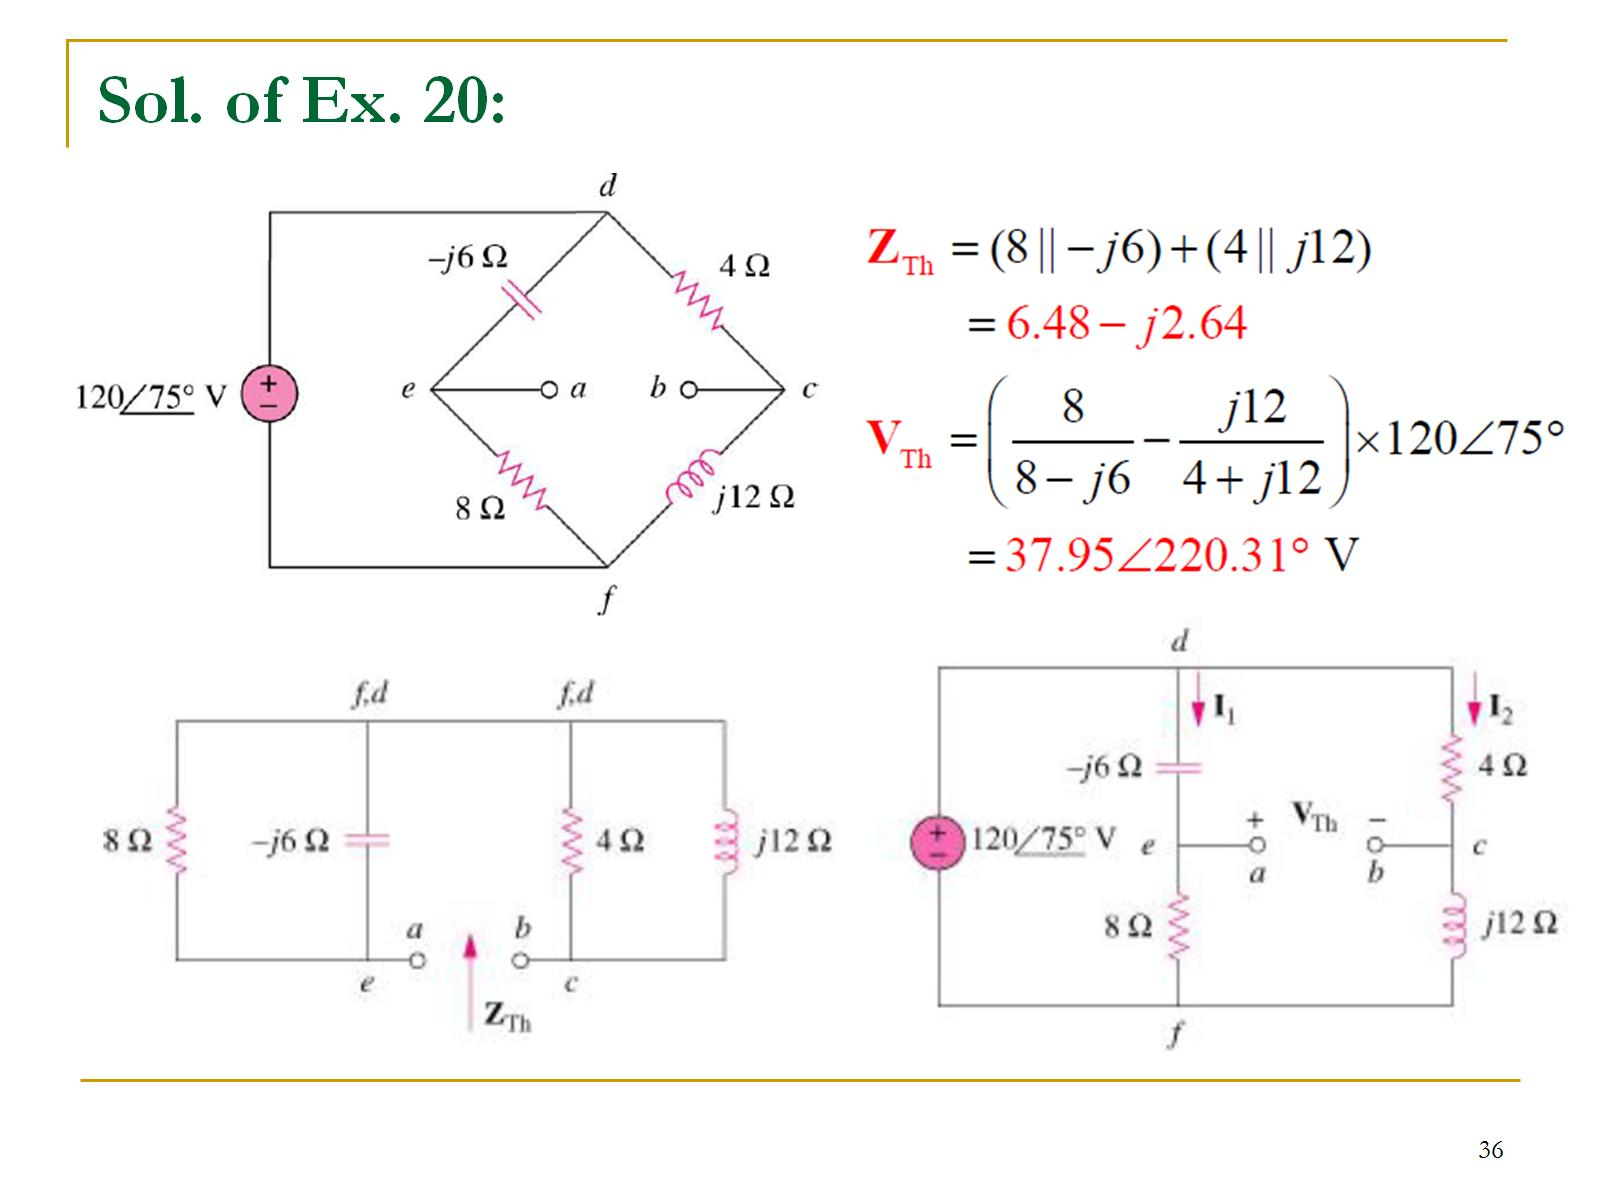 Sol. of Ex. 20:
d
–j6 Ω
4 Ω
120/75° V
+
–
e
a
b
c
8 Ω
j12 Ω
f
Z_Th = (8 || − j6) + (4 || j12)
= 6.48 − j2.64
V_Th = ( 8 / (8 − j6) − j12 / (4 + j12) ) ×120∠75°
= 37.95∠220.31° V
f,d
f,d
8 Ω
–j6 Ω
4 Ω
j12 Ω
a
b
e
c
Z_Th
d
I_1
I_2
–j6 Ω
4 Ω
+
–
120/75° V
e
+
V_Th
–
a
b
c
8 Ω
j12 Ω
f
36